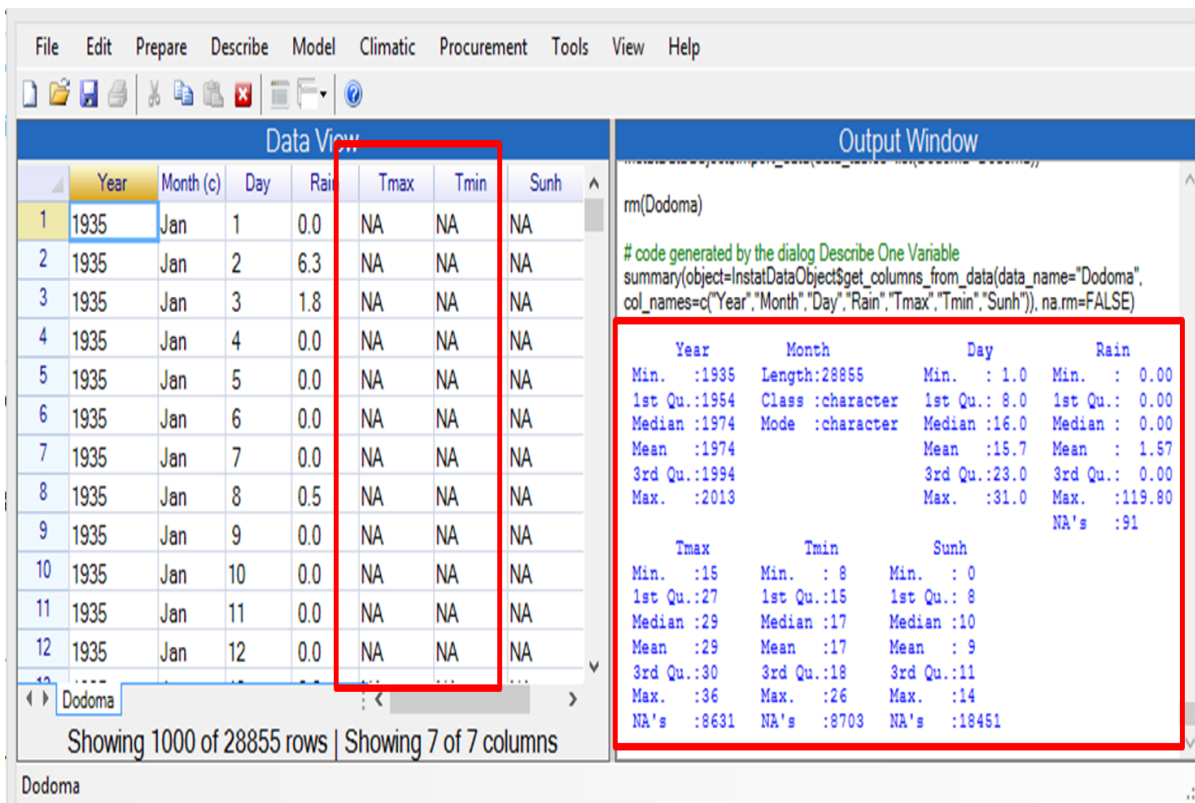 File Edit Prepare Describe Model Climatic Procurement Tools View Help
Data View
Year Month (c) Day Rain Tmax Tmin Sunh
1 1935 Jan 1 0.0 NA NA NA
2 1935 Jan 2 6.3 NA NA NA
3 1935 Jan 3 1.8 NA NA NA
4 1935 Jan 4 0.0 NA NA NA
5 1935 Jan 5 0.0 NA NA NA
6 1935 Jan 6 0.0 NA NA NA
7 1935 Jan 7 0.0 NA NA NA
8 1935 Jan 8 0.5 NA NA NA
9 1935 Jan 9 0.0 NA NA NA
10 1935 Jan 10 0.0 NA NA NA
11 1935 Jan 11 0.0 NA NA NA
12 1935 Jan 12 0.0 NA NA NA
Dodoma
Showing 1000 of 28855 rows | Showing 7 of 7 columns
Dodoma
Output Window
rm(Dodoma)
# code generated by the dialog Describe One Variable
summary(object=InstatDataObject$get_columns_from_data(data_name="Dodoma",
col_names=c("Year","Month","Day","Rain","Tmax","Tmin","Sunh")), na.rm=FALSE)
Year Month Day Rain
Min. :1935 Length:28855 Min. : 1.0 Min. : 0.00
1st Qu.:1954 Class :character 1st Qu.: 8.0 1st Qu.: 0.00
Median :1974 Mode :character Median :16.0 Median : 0.00
Mean :1974 Mean :15.7 Mean : 1.57
3rd Qu.:1994 3rd Qu.:23.0 3rd Qu.: 0.00
Max. :2013 Max. :31.0 Max. :119.80
NA's :91
Tmax Tmin Sunh
Min. :15 Min. : 8 Min. : 0
1st Qu.:27 1st Qu.:15 1st Qu.: 8
Median :29 Median :17 Median :10
Mean :29 Mean :17 Mean : 9
3rd Qu.:30 3rd Qu.:18 3rd Qu.:11
Max. :36 Max. :26 Max. :14
NA's :8631 NA's :8703 NA's :18451